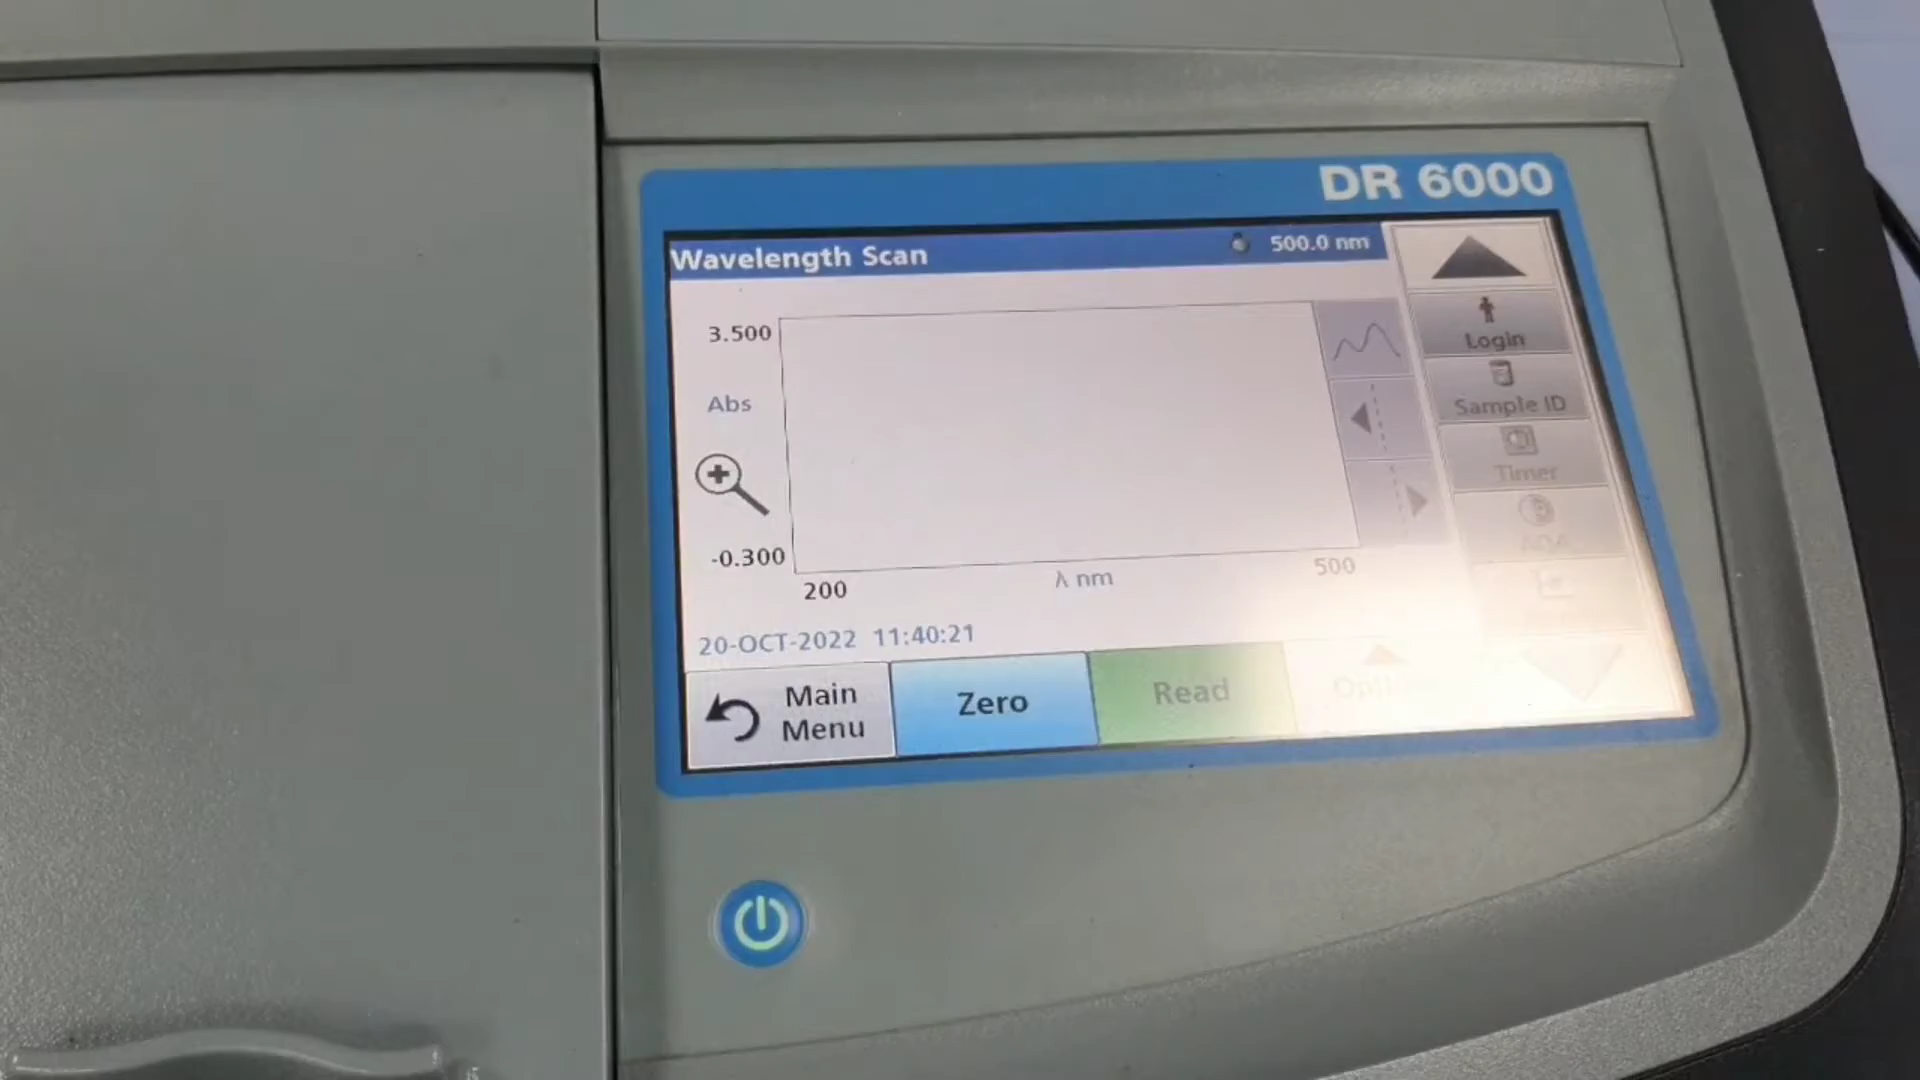 DR 6000
Wavelength Scan
500.0 nm
3.500
Abs
-0.300
200
λ nm
500
Login
Sample ID
Timer
20-OCT-2022 11:40:21
Main
Menu
Zero
Read